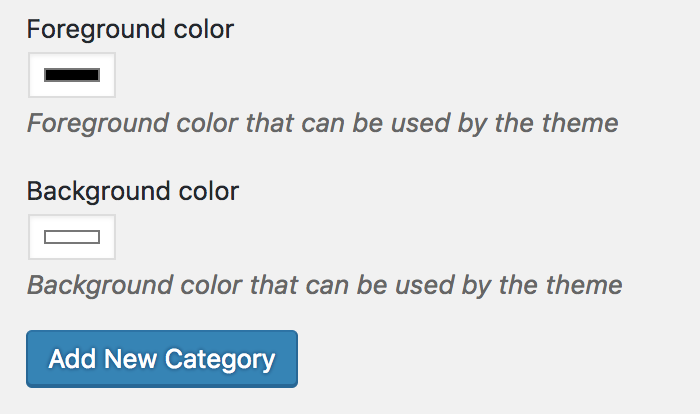 Foreground color
Foreground color that can be used by the theme
Background color
Background color that can be used by the theme
Add New Category